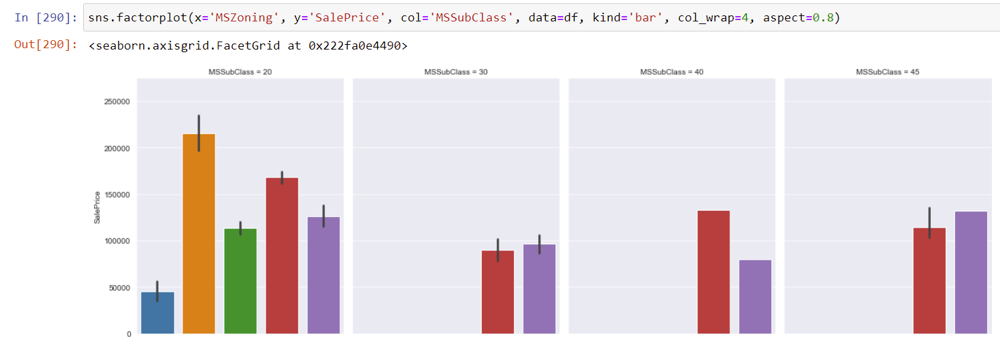 In [290]: sns.factorplot(x='MSZoning', y='SalePrice', col='MSSubClass', data=df, kind='bar', col_wrap=4, aspect=0.8)
Out[290]: <seaborn.axisgrid.FacetGrid at 0x222fa0e4490>
MSSubClass = 20 MSSubClass = 30 MSSubClass = 40 MSSubClass = 45
250000
200000
150000
SalePrice
100000
50000
0